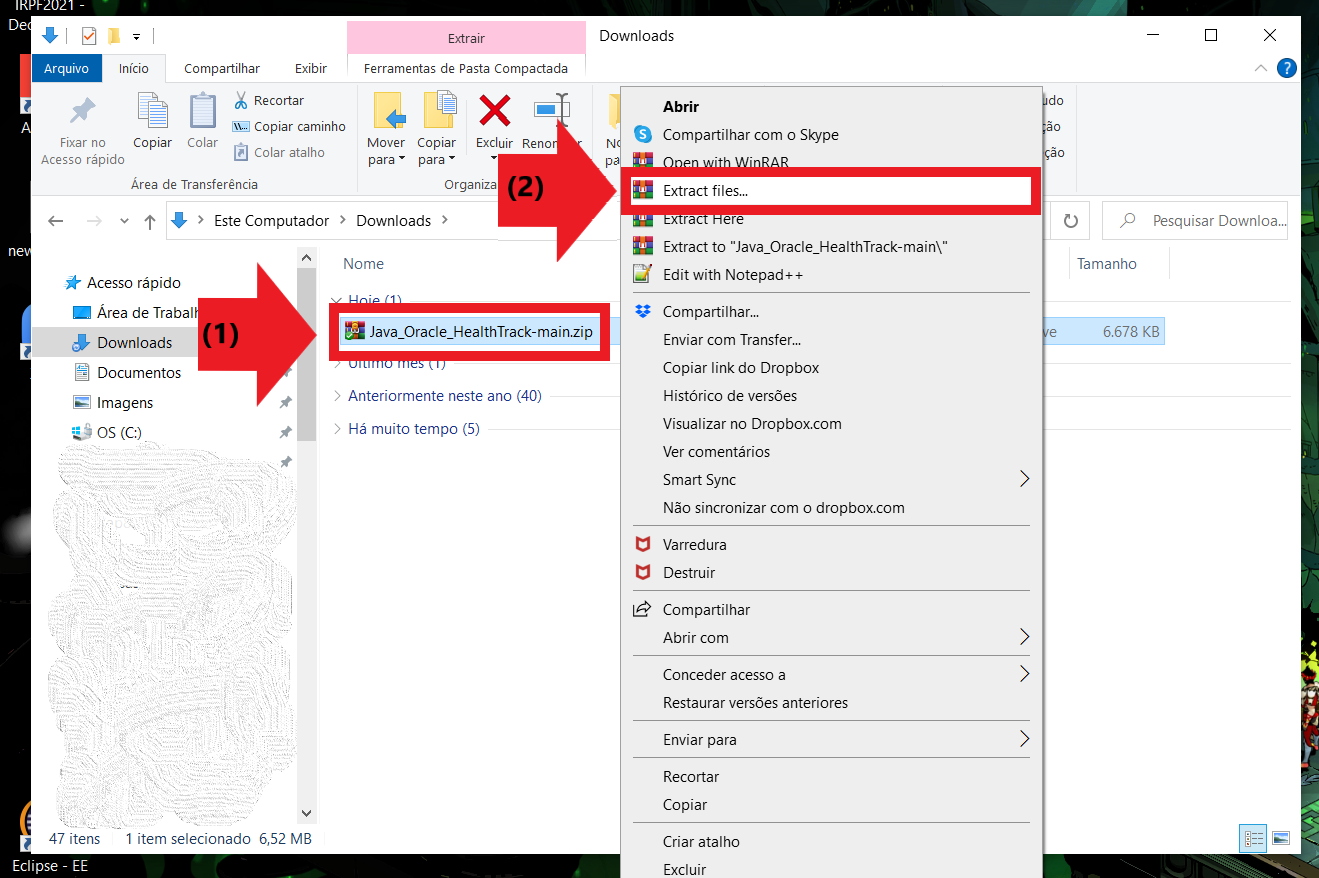 IRPF2021 -
Dec
Extrair
Downloads
Arquivo
Início
Compartilhar
Exibir
Ferramentas de Pasta Compactada
?
Fixar no
Acesso rápido
Copiar
Colar
Recortar
Copiar caminho
Colar atalho
Área de Transferência
Mover
para
Copiar
para
Excluir
Organiza
(2)
Este Computador
Downloads
Pesquisar Downloa...
new
Acesso rápido
Área de Trabalh
Downloads
Documentos
Imagens
OS (C:)
(1)
Nome
Tamanho
Hoje (1)
Java_Oracle_HealthTrack-main.zip
6.678 KB
Último mês (1)
Anteriormente neste ano (40)
Há muito tempo (5)
Abrir
Compartilhar com o Skype
Open with WinRAR
Extract files...
Extract Here
Extract to "Java_Oracle_HealthTrack-main\"
Edit with Notepad++
Compartilhar...
Enviar com Transfer...
Copiar link do Dropbox
Histórico de versões
Visualizar no Dropbox.com
Ver comentários
Smart Sync
Não sincronizar com o dropbox.com
Varredura
Destruir
Compartilhar
Abrir com
Conceder acesso a
Restaurar versões anteriores
Enviar para
Recortar
Copiar
Criar atalho
Excluir
47 itens
1 item selecionado 6,52 MB
Eclipse - EE